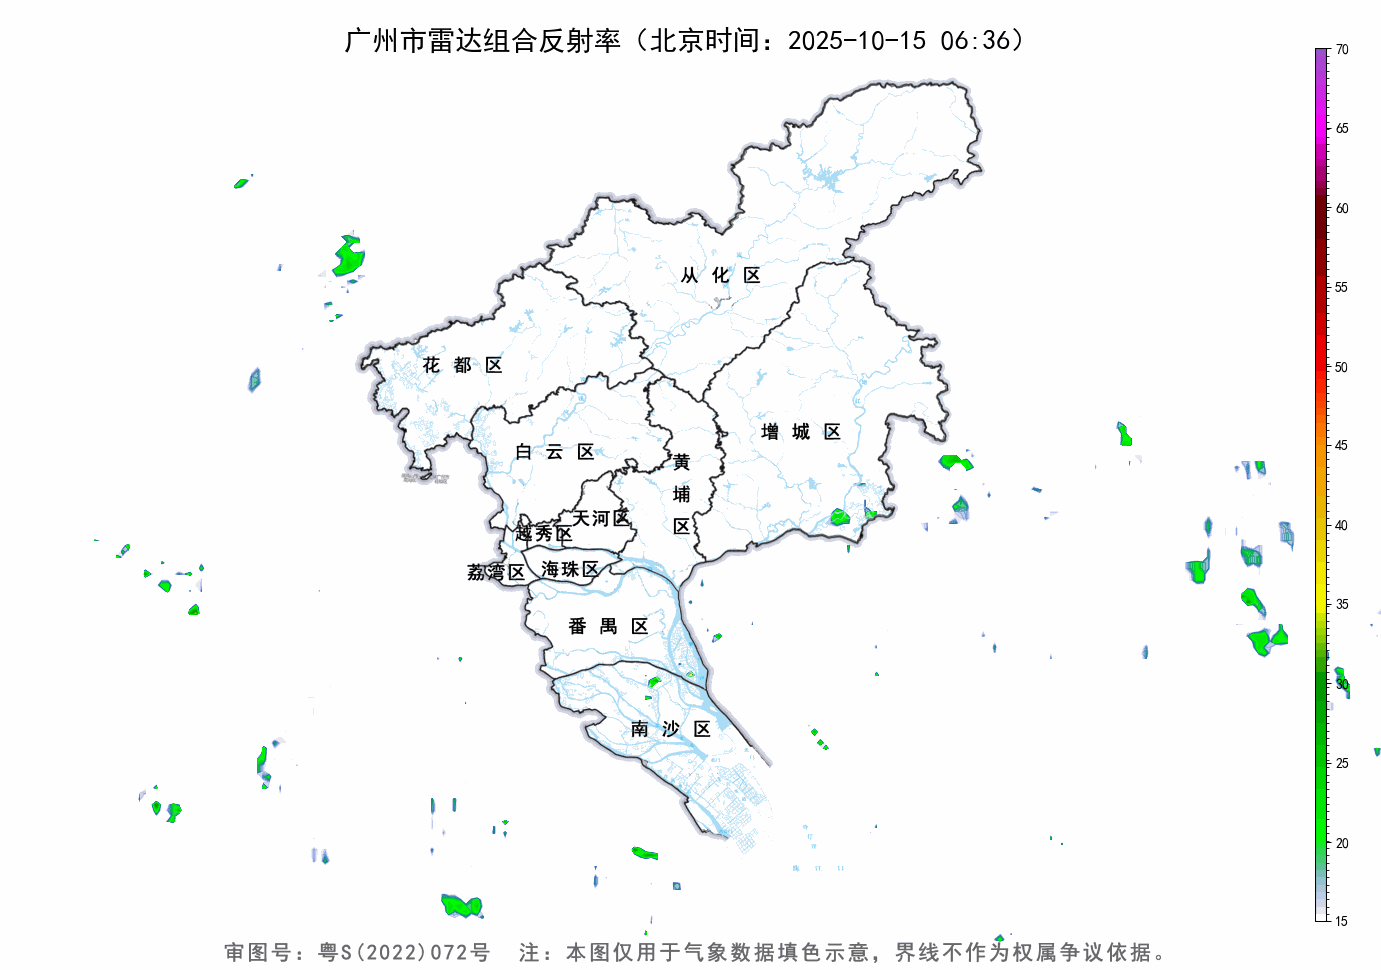 广州市雷达组合反射率（北京时间：2025-10-15 06:36）
70
65
60
55
50
45
40
35
30
25
20
15
从 化 区
花 都 区
增 城 区
白 云 区
黄
埔
区
天河区
越秀区
海珠区
荔湾区
番 禺 区
南 沙 区
审图号：粤S(2022)072号 注：本图仅用于气象数据填色示意，界线不作为权属争议依据。